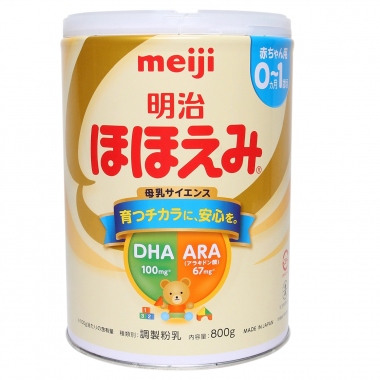 meiji
赤ちゃん用
0ヵ月~1歳頃
明治
ほほえみ®
母乳サイエンス
育つチカラに、安心を。
DHA ARA
(アラキドン酸)
100mg* 67mg*
種類別: 調製粉乳 内容量: 800g
MADE IN JAPAN